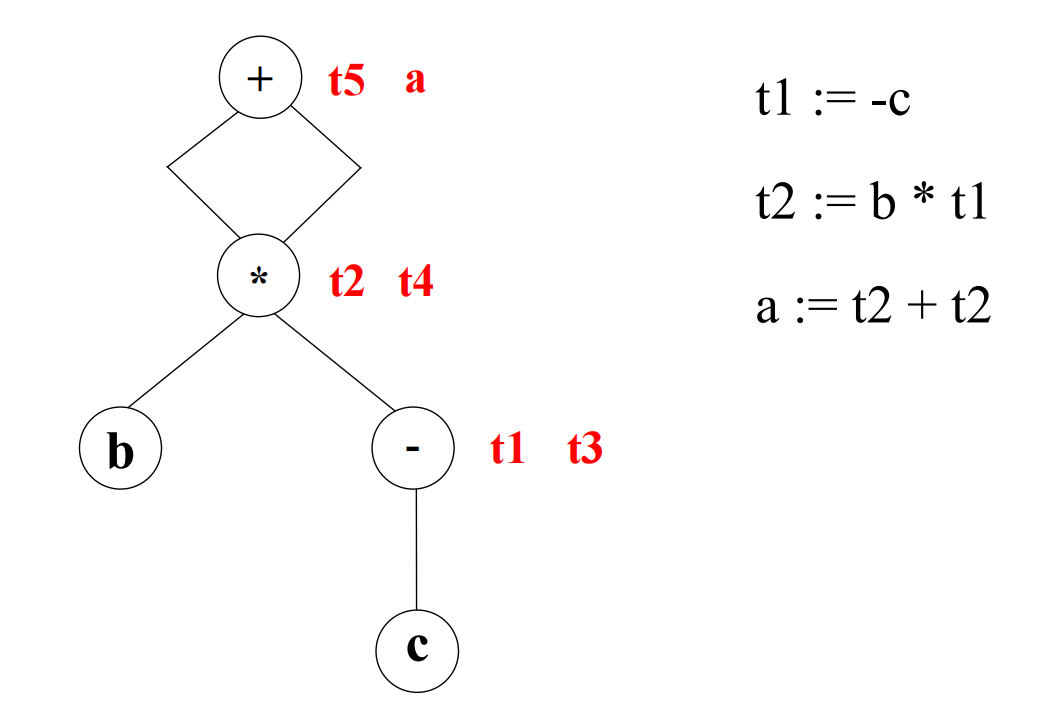 + t5 a
t1 := -c
t2 := b * t1
* t2 t4
a := t2 + t2
b
- t1 t3
c